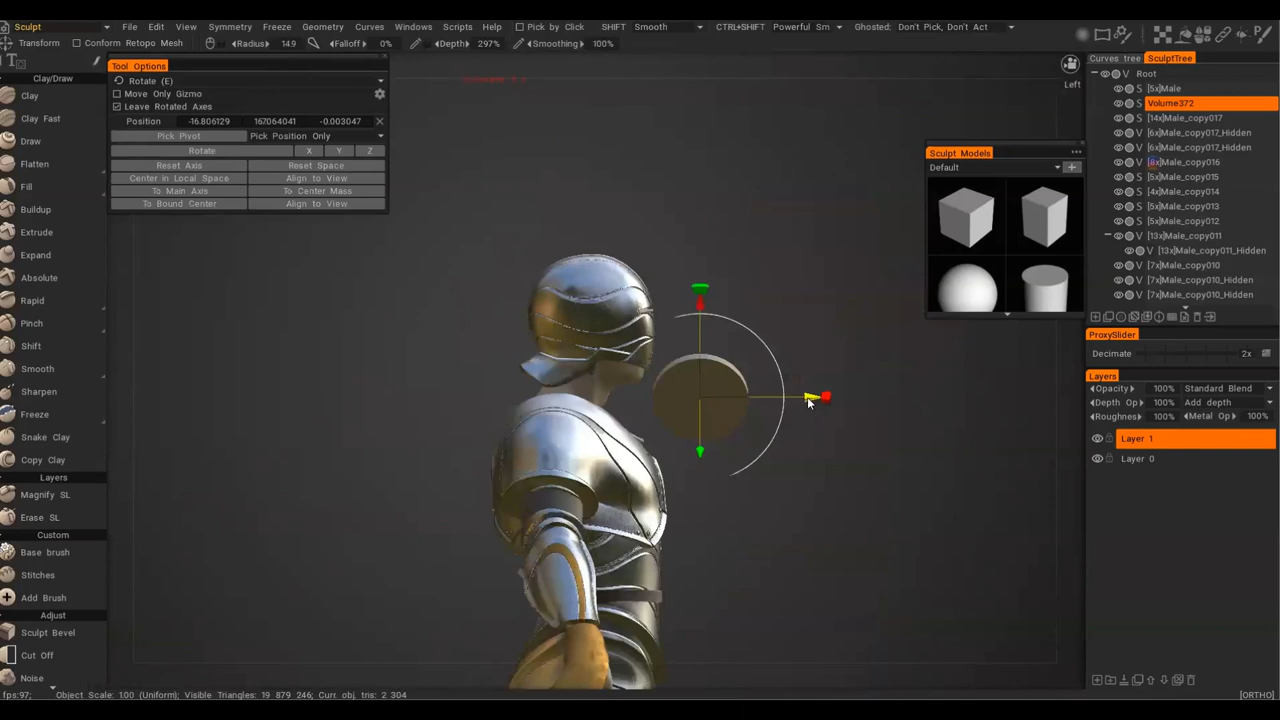 Sculpt File Edit View Symmetry Freeze Geometry Curves Windows Scripts Help Pick by Click SHIFT Smooth CTRL+SHIFT Powerful Sm Ghosted: Don't Pick, Don't Act
Transform Conform Retopo Mesh Radius 14.9 Falloff 0% Depth 297% Smoothing 100%
Clay/Draw
Clay
Clay Fast
Draw
Flatten
Fill
Buildup
Extrude
Expand
Absolute
Rapid
Pinch
Shift
Smooth
Sharpen
Freeze
Snake Clay
Copy Clay
Layers
Magnify SL
Erase SL
Custom
Base brush
Stitches
Add Brush
Adjust
Sculpt Bevel
Cut Off
Noise
Tool Options
Rotate (E)
Move Only Gizmo
Leave Rotated Axes
Position -16.806129 167.064041 -0.003047
Pick Pivot Pick Position Only
Rotate X Y Z
Reset Axis Reset Space
Center in Local Space Align to View
To Main Axis To Center Mass
To Bound Center Align to View
Left
Sculpt Models
Default
Curves tree SculptTree
V Root
S [5x]Male
S Volume372
S [14x]Male_copy017
V [6x]Male_copy017_Hidden
V [6x]Male_copy017_Hidden
V [8x]Male_copy016
S [5x]Male_copy015
S [4x]Male_copy014
S [5x]Male_copy013
S [5x]Male_copy012
V [13x]Male_copy011
V [13x]Male_copy011_Hidden
V [7x]Male_copy010
V [7x]Male_copy010_Hidden
V [7x]Male_copy010_Hidden
ProxySlider
Decimate 2x
Layers
Opacity 100% Standard Blend
Depth Op 100% Add depth
Roughness 100% Metal Op 100%
Layer 1
Layer 0
fps:97; Object Scale: 1.00 (Uniform); Visible Triangles: 19 879 246; Curr. obj. tris: 2 304 [ORTHO]